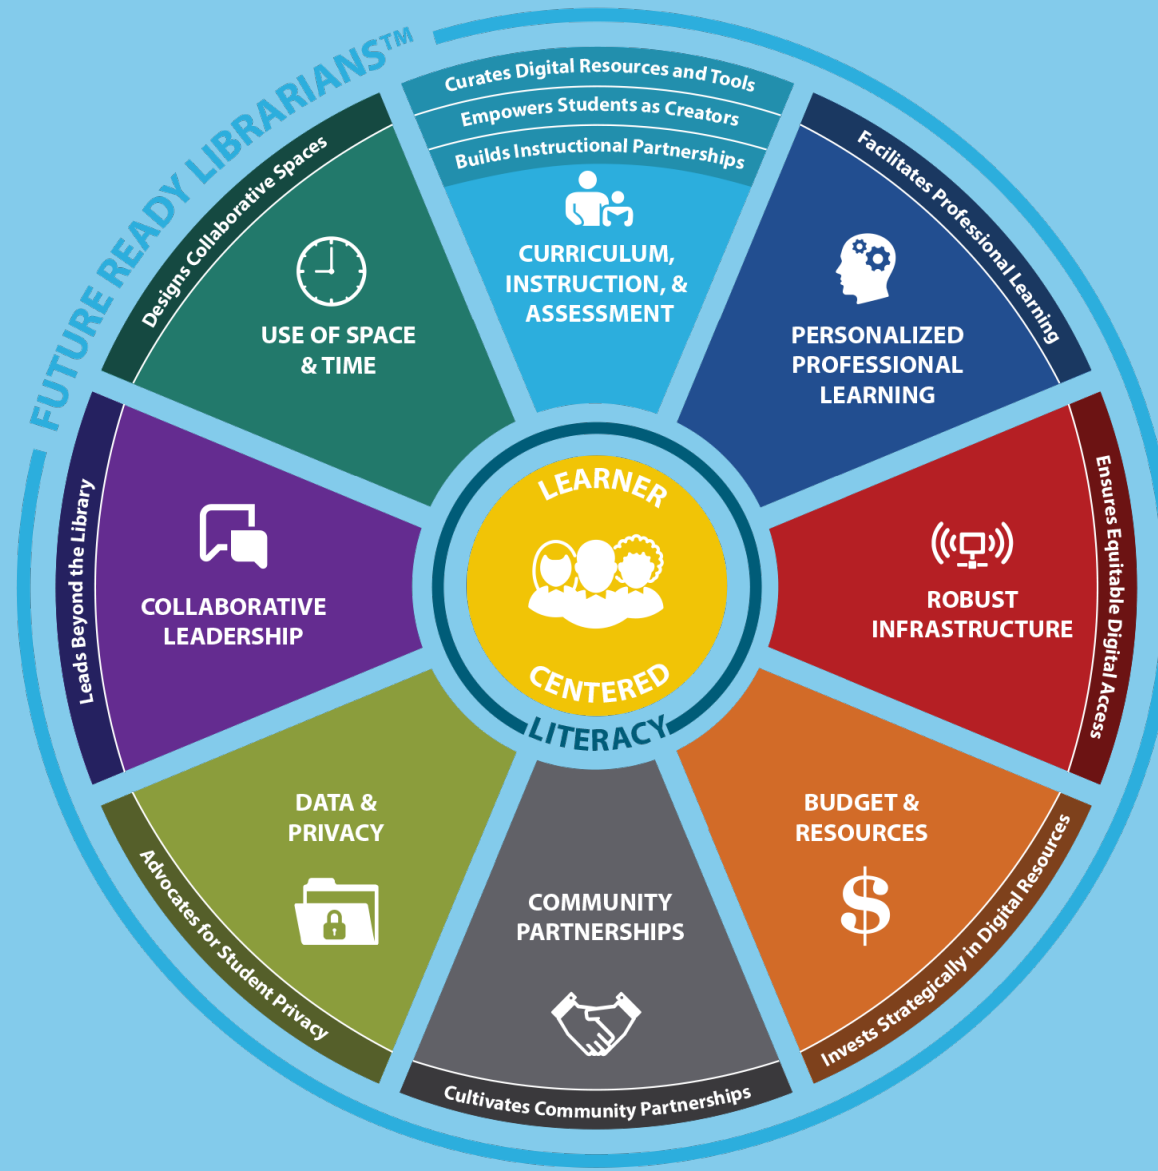 FUTURE READY LIBRARIANS™
Curates Digital Resources and Tools
Empowers Students as Creators
Builds Instructional Partnerships
CURRICULUM,
INSTRUCTION, &
ASSESSMENT
Facilitates Professional Learning
PERSONALIZED
PROFESSIONAL
LEARNING
Ensures Equitable Digital Access
ROBUST
INFRASTRUCTURE
Invests Strategically in Digital Resources
BUDGET &
RESOURCES
$
Cultivates Community Partnerships
COMMUNITY
PARTNERSHIPS
Advocates for Student Privacy
DATA &
PRIVACY
Leads Beyond the Library
COLLABORATIVE
LEADERSHIP
Designs Collaborative Spaces
USE OF SPACE
& TIME
LEARNER
CENTERED
LITERACY